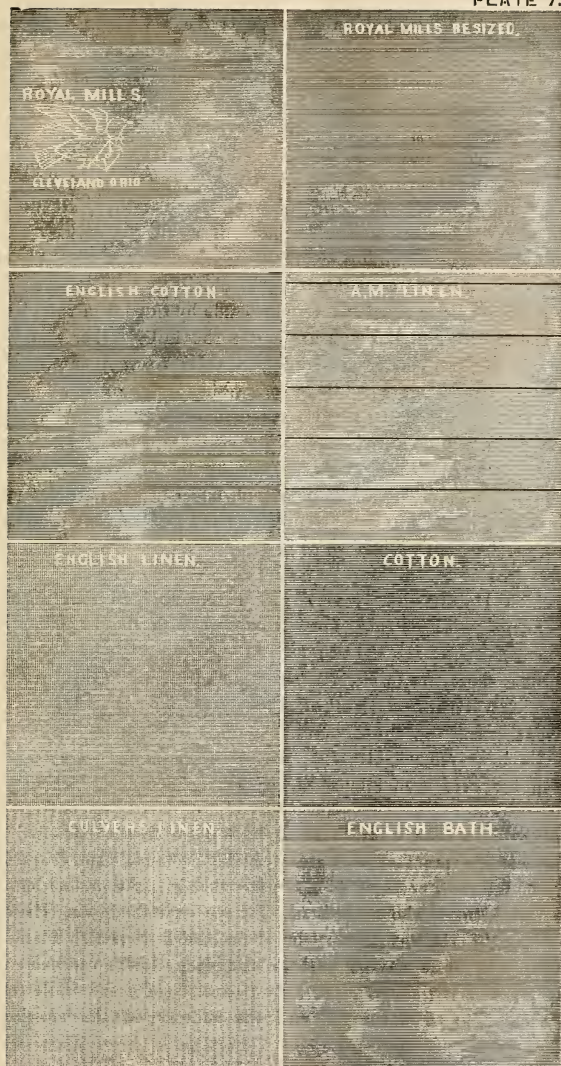 PLATE 7.
ROYAL MILLS.
CLEVELAND OHIO
ROYAL MILLS RESIZED.
ENGLISH COTTON
A.M. LINEN
ENGLISH LINEN.
COTTON.
CULVERS LINEN.
ENGLISH BATH.